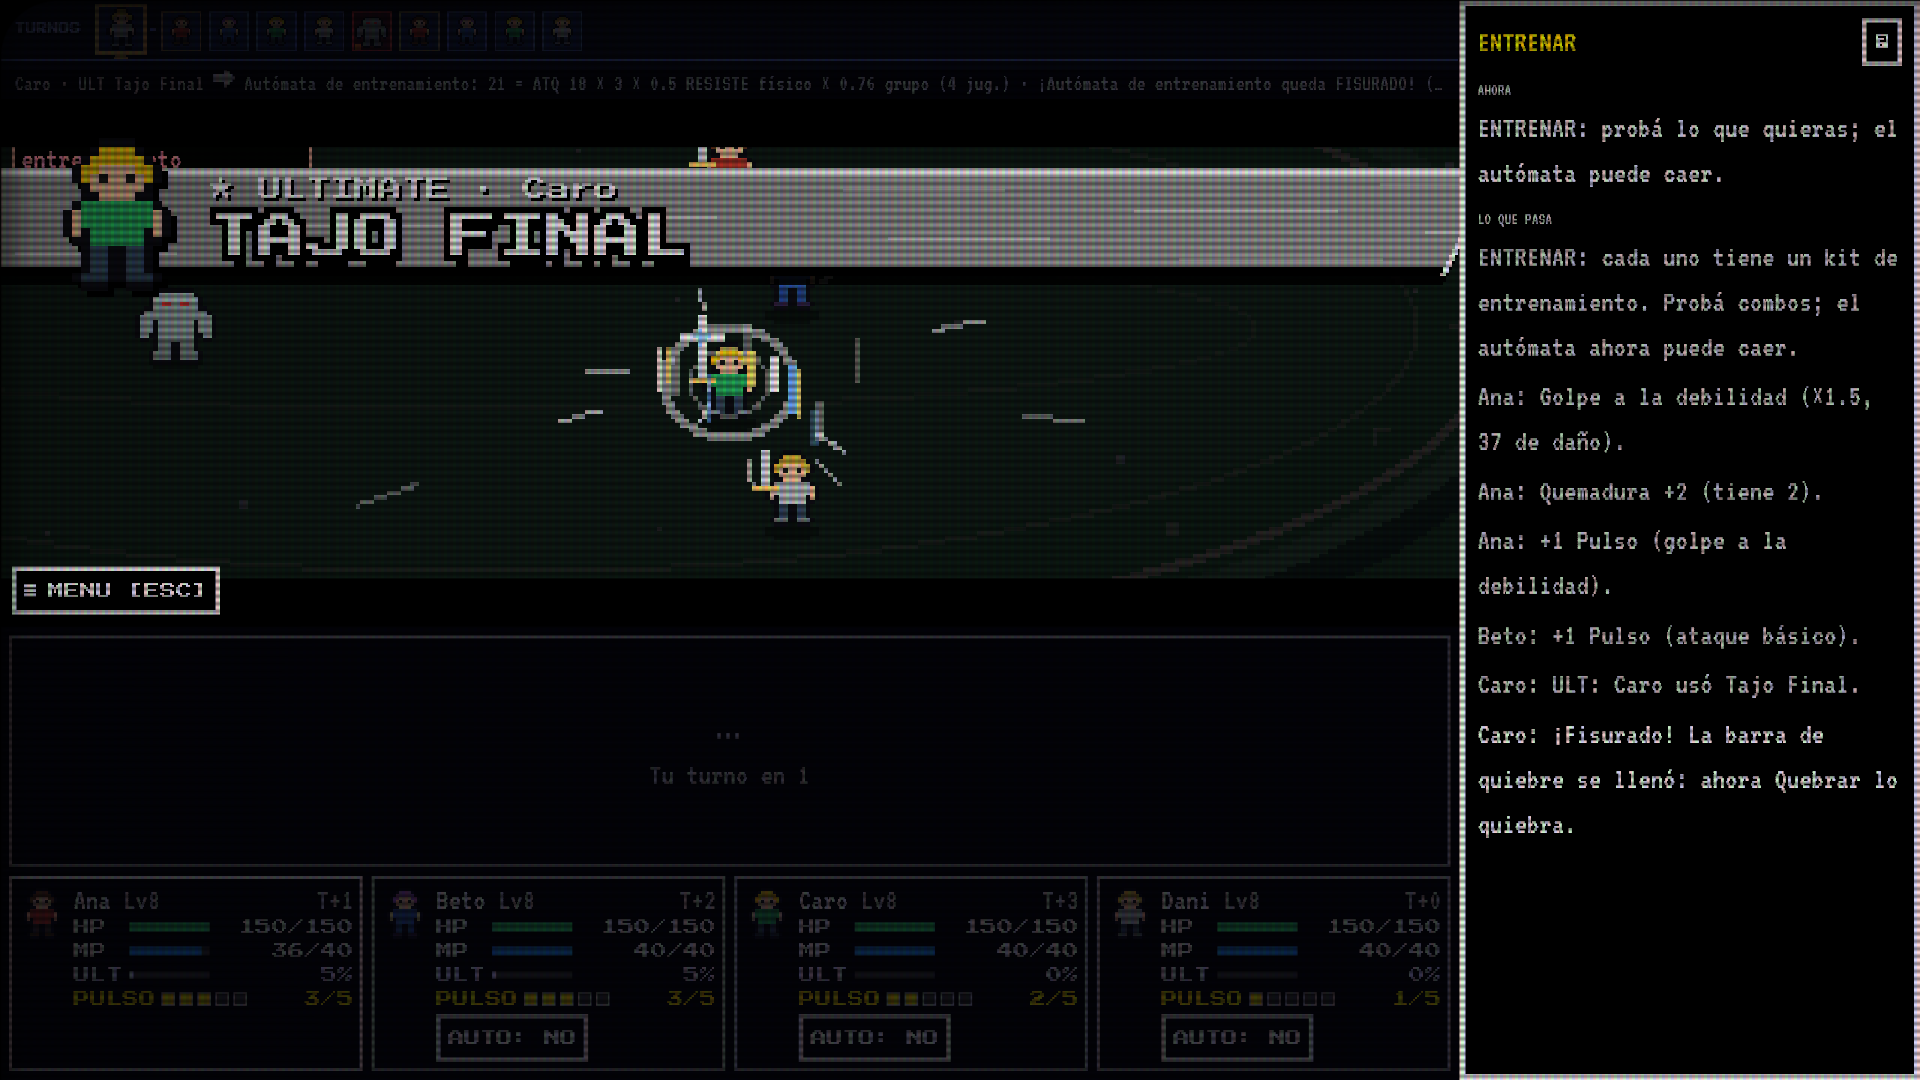 TURNOS
Caro · ULT Tajo Final ➡ Autómata de entrenamiento: 21 = ATQ 18 X 3 X 0.5 RESISTE físico X 0.76 grupo (4 jug.) · ¡Autómata de entrenamiento queda FISURADO! (…
★ ULTIMATE · Caro
TAJO FINAL
≡ MENU [ESC]
...
Tu turno en 1
Ana Lv8 T+1
HP 150/150
MP 36/40
ULT 5%
PULSO 3/5
Beto Lv8 T+2
HP 150/150
MP 40/40
ULT 5%
PULSO 3/5
AUTO: NO
Caro Lv8 T+3
HP 150/150
MP 40/40
ULT 0%
PULSO 2/5
AUTO: NO
Dani Lv8 T+0
HP 150/150
MP 40/40
ULT 0%
PULSO 1/5
AUTO: NO
ENTRENAR
AHORA
ENTRENAR: probá lo que quieras; el
autómata puede caer.
LO QUE PASA
ENTRENAR: cada uno tiene un kit de
entrenamiento. Probá combos; el
autómata ahora puede caer.
Ana: Golpe a la debilidad (X1.5,
37 de daño).
Ana: Quemadura +2 (tiene 2).
Ana: +1 Pulso (golpe a la
debilidad).
Beto: +1 Pulso (ataque básico).
Caro: ULT: Caro usó Tajo Final.
Caro: ¡Fisurado! La barra de
quiebre se llenó: ahora Quebrar lo
quiebra.